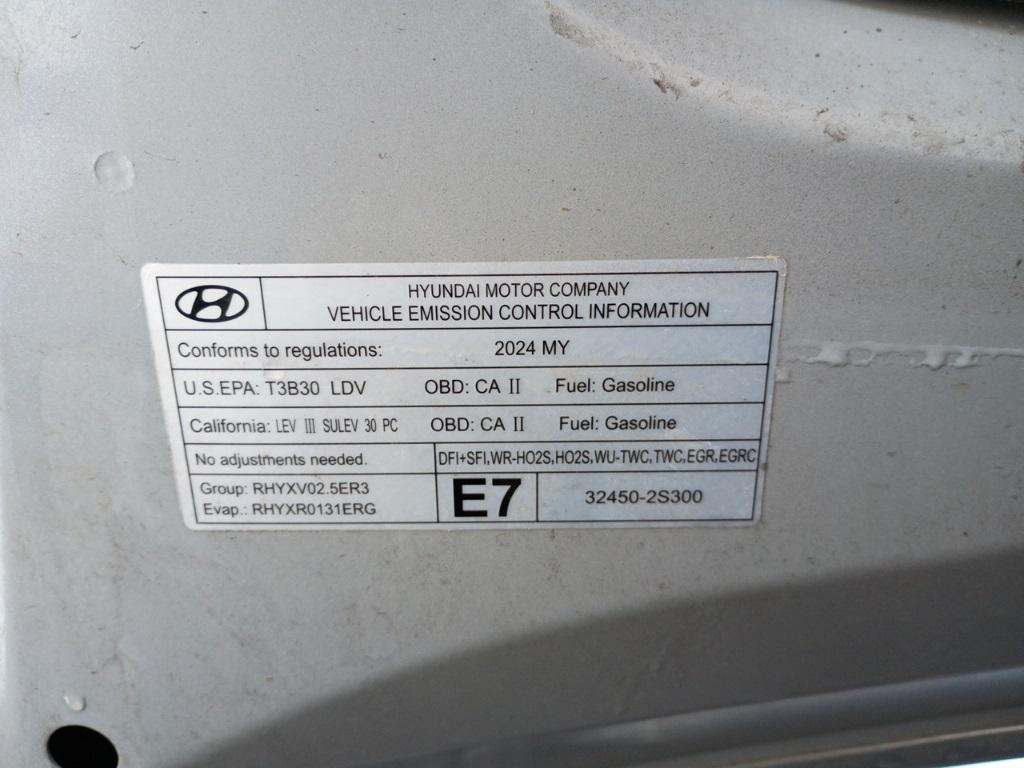 HYUNDAI MOTOR COMPANY
VEHICLE EMISSION CONTROL INFORMATION
Conforms to regulations: 2024 MY
U.S.EPA: T3B30 LDV OBD: CA II Fuel: Gasoline
California: LEV III SULEV 30 PC OBD: CA II Fuel: Gasoline
No adjustments needed. DFI+SFI,WR-HO2S,HO2S,WU-TWC,TWC,EGR,EGRC
Group: RHYXV02.5ER3
Evap.: RHYXR0131ERG
E7
32450-2S300